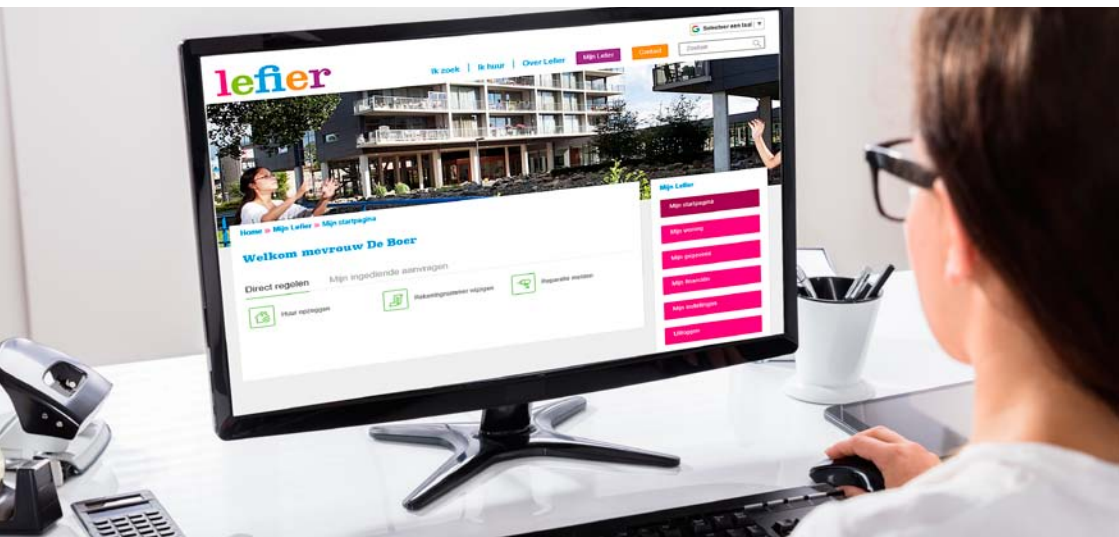 Selecteer een taal
lefier
Ik zoek | Ik huur | Over Lefier
Mijn Lefier
Contact
Zoeken
Home » Mijn Lefier » Mijn startpagina
Welkom mevrouw De Boer
Direct regelen
Mijn ingediende aanvragen
Huur opzeggen
Rekeningnummer wijzigen
Reparatie melden
Mijn Lefier
Mijn startpagina
Mijn woning
Mijn gegevens
Mijn financiën
Mijn instellingen
Uitloggen